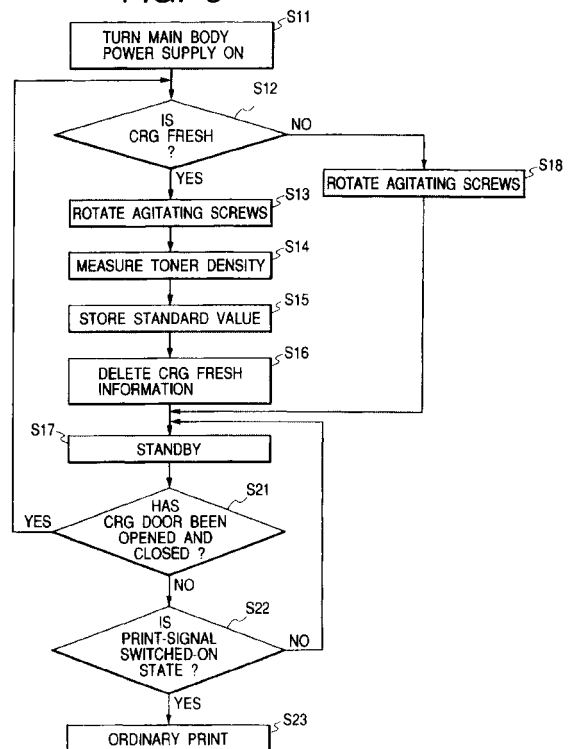 S11
TURN MAIN BODY
POWER SUPPLY ON
S12
IS
CRG FRESH
?
NO
YES
S18
ROTATE AGITATING SCREWS
S13
ROTATE AGITATING SCREWS
S14
MEASURE TONER DENSITY
S15
STORE STANDARD VALUE
S16
DELETE CRG FRESH
INFORMATION
S17
STANDBY
S21
HAS
CRG DOOR BEEN
OPENED AND
CLOSED ?
YES
NO
S22
IS
PRINT-SIGNAL
SWITCHED-ON
STATE ?
NO
YES
S23
ORDINARY PRINT